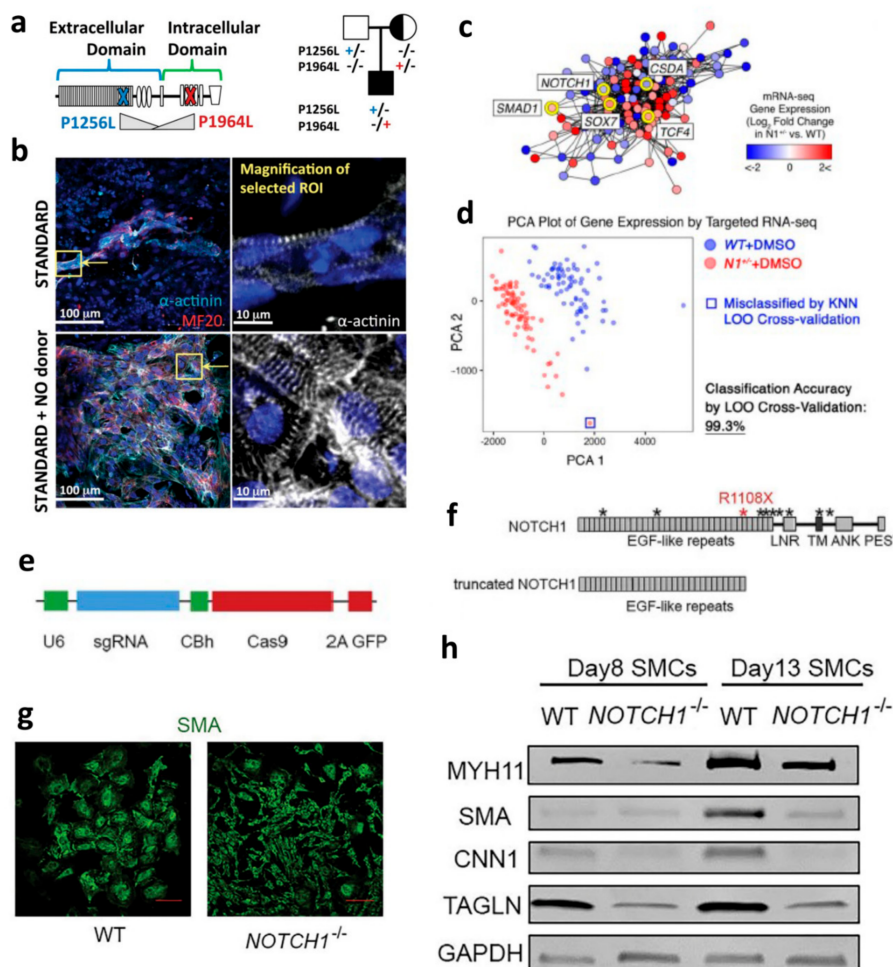 a
Extracellular Intracellular
Domain Domain
P1256L P1964L
P1256L +/- -/-
P1964L -/- +/-
P1256L +/-
P1964L -/+
b
STANDARD
Magnification of
selected ROI
100 µm
α-actinin
MF20
10 µm
α-actinin
STANDARD + NO donor
100 µm
10 µm
c
NOTCH1
CSDA
SMAD1
SOX7
TCF4
mRNA-seq
Gene Expression
(Log₂ Fold Change
in N1+/- vs. WT)
<-2 0 2<
d
PCA Plot of Gene Expression by Targeted RNA-seq
WT+DMSO
N1+/-+DMSO
Misclassified by KNN
LOO Cross-validation
Classification Accuracy
by LOO Cross-Validation:
99.3%
PCA 2
0
-1000
-2000 0 2000 4000
PCA 1
e
U6 sgRNA CBh Cas9 2A GFP
f
R1108X
* * * * * * * * * *
NOTCH1
EGF-like repeats LNR TM ANK PES
truncated NOTCH1
EGF-like repeats
g
SMA
WT NOTCH1-/-
h
Day8 SMCs Day13 SMCs
WT NOTCH1-/- WT NOTCH1-/-
MYH11
SMA
CNN1
TAGLN
GAPDH